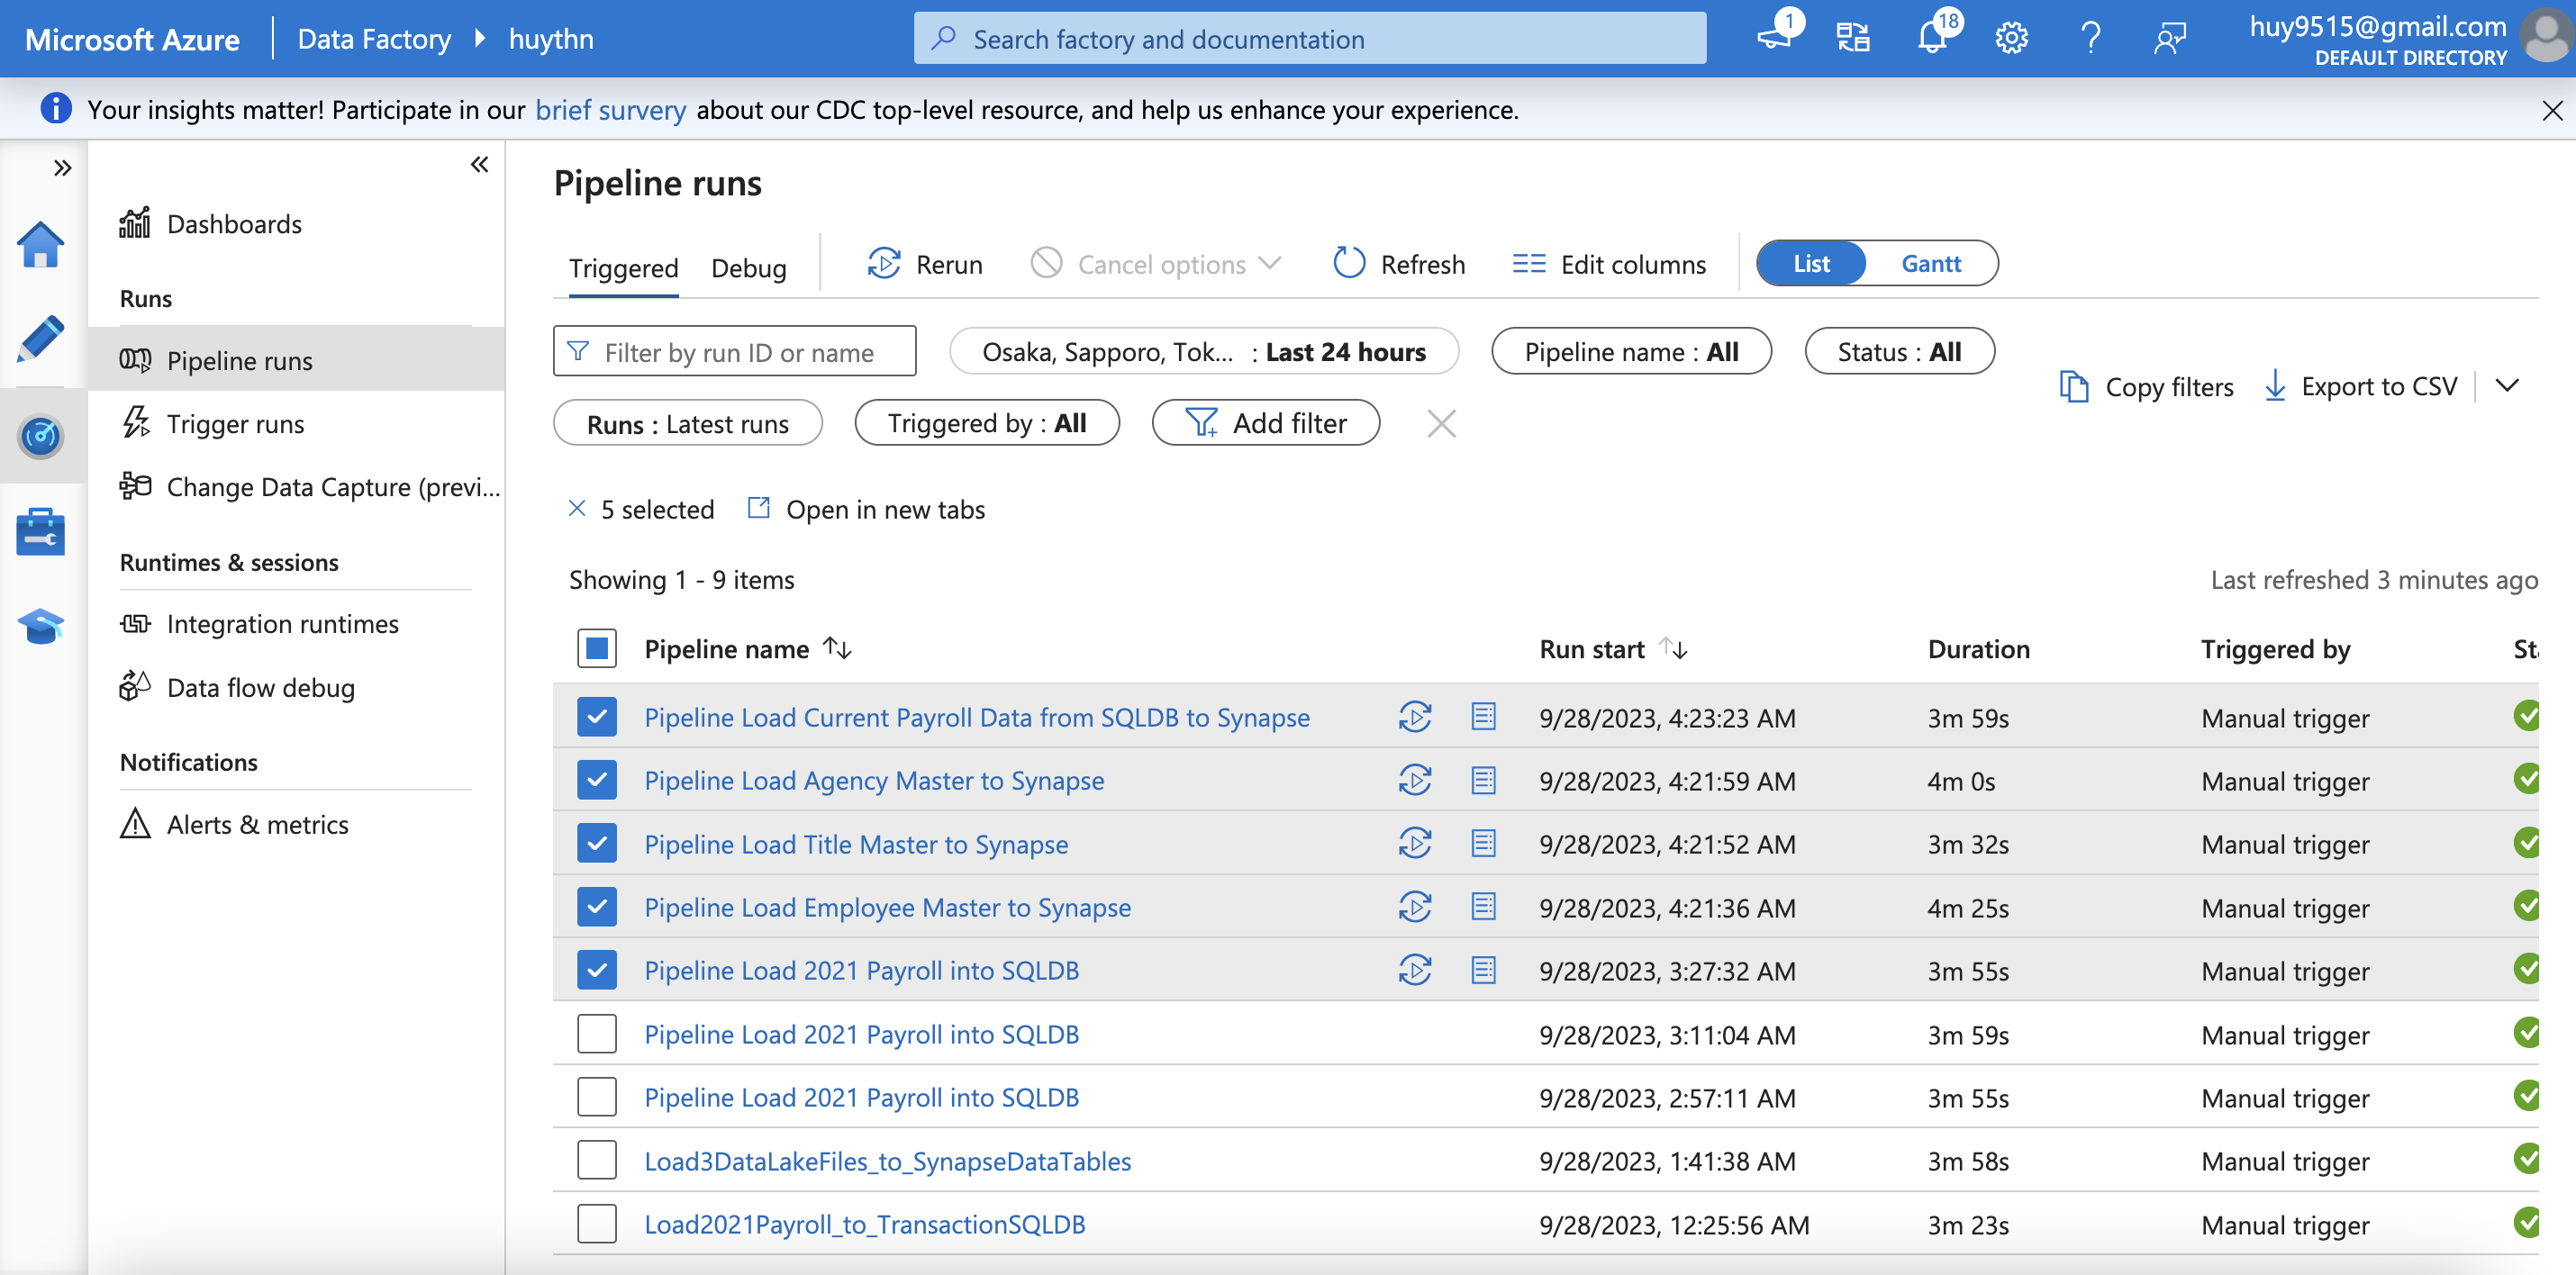 Microsoft Azure Data Factory huythn Search factory and documentation 1 18 huy9515@gmail.com
DEFAULT DIRECTORY
Your insights matter! Participate in our brief survery about our CDC top-level resource, and help us enhance your experience.
Dashboards
Runs
Pipeline runs
Trigger runs
Change Data Capture (previ...
Runtimes & sessions
Integration runtimes
Data flow debug
Notifications
Alerts & metrics
Pipeline runs
Triggered Debug Rerun Cancel options Refresh Edit columns List Gantt
Filter by run ID or name Osaka, Sapporo, Tok... : Last 24 hours Pipeline name : All Status : All
Runs : Latest runs Triggered by : All Add filter
Copy filters Export to CSV
5 selected Open in new tabs
Showing 1 - 9 items Last refreshed 3 minutes ago
Pipeline name Run start Duration Triggered by St
Pipeline Load Current Payroll Data from SQLDB to Synapse 9/28/2023, 4:23:23 AM 3m 59s Manual trigger
Pipeline Load Agency Master to Synapse 9/28/2023, 4:21:59 AM 4m 0s Manual trigger
Pipeline Load Title Master to Synapse 9/28/2023, 4:21:52 AM 3m 32s Manual trigger
Pipeline Load Employee Master to Synapse 9/28/2023, 4:21:36 AM 4m 25s Manual trigger
Pipeline Load 2021 Payroll into SQLDB 9/28/2023, 3:27:32 AM 3m 55s Manual trigger
Pipeline Load 2021 Payroll into SQLDB 9/28/2023, 3:11:04 AM 3m 59s Manual trigger
Pipeline Load 2021 Payroll into SQLDB 9/28/2023, 2:57:11 AM 3m 55s Manual trigger
Load3DataLakeFiles_to_SynapseDataTables 9/28/2023, 1:41:38 AM 3m 58s Manual trigger
Load2021Payroll_to_TransactionSQLDB 9/28/2023, 12:25:56 AM 3m 23s Manual trigger